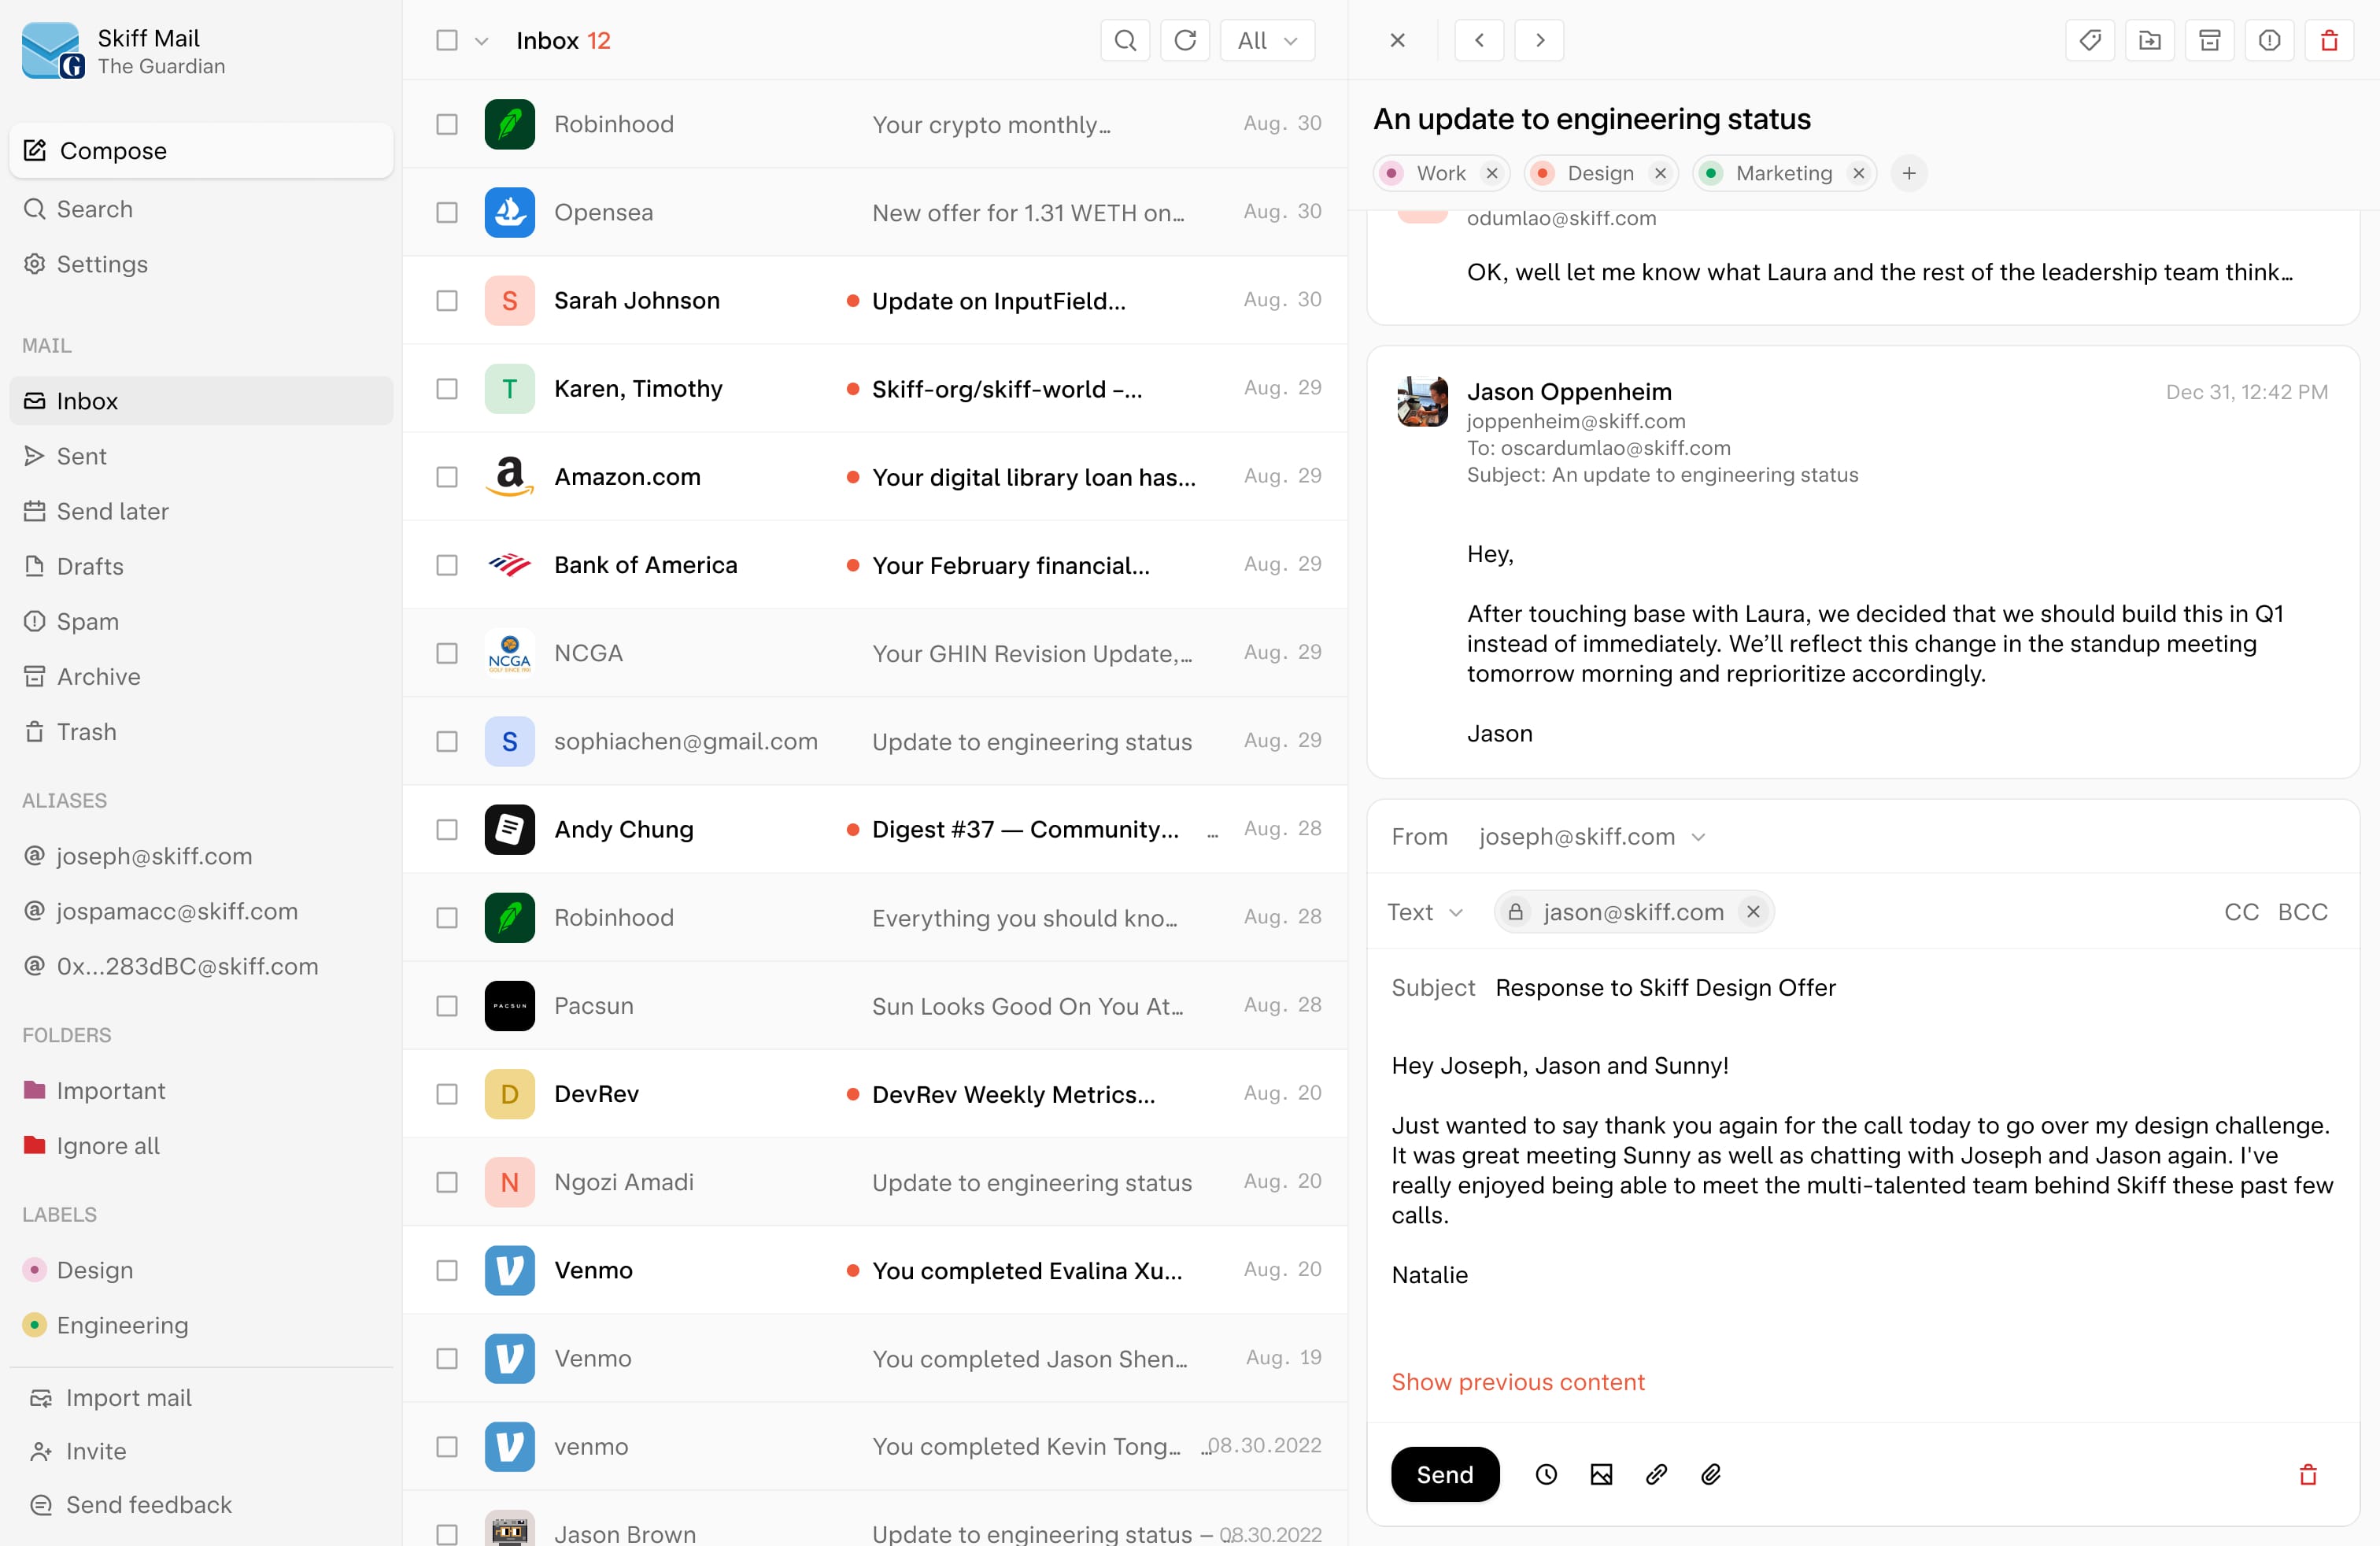 Skiff Mail
The Guardian
Compose
Search
Settings
MAIL
Inbox
Sent
Send later
Drafts
Spam
Archive
Trash
ALIASES
@ joseph@skiff.com
@ jospamacc@skiff.com
@ 0x...283dBC@skiff.com
FOLDERS
Important
Ignore all
LABELS
Design
Engineering
Import mail
Invite
Send feedback
Inbox 12
All
Robinhood Your crypto monthly… Aug. 30
Opensea New offer for 1.31 WETH on… Aug. 30
S Sarah Johnson Update on InputField… Aug. 30
T Karen, Timothy Skiff-org/skiff-world –… Aug. 29
a Amazon.com Your digital library loan has… Aug. 29
Bank of America Your February financial… Aug. 29
NCGA NCGA Your GHIN Revision Update,… Aug. 29
S sophiachen@gmail.com Update to engineering status Aug. 29
Andy Chung Digest #37 — Community… … Aug. 28
Robinhood Everything you should kno… Aug. 28
PACSUN Pacsun Sun Looks Good On You At… Aug. 28
D DevRev DevRev Weekly Metrics… Aug. 20
N Ngozi Amadi Update to engineering status Aug. 20
Venmo You completed Evalina Xu… Aug. 20
Venmo You completed Jason Shen… Aug. 19
venmo You completed Kevin Tong… …08.30.2022
Jason Brown Update to engineering status – …08.30.2022
An update to engineering status
Work Design Marketing
odumlao@skiff.com
OK, well let me know what Laura and the rest of the leadership team think…
Jason Oppenheim Dec 31, 12:42 PM
joppenheim@skiff.com
To: oscardumlao@skiff.com
Subject: An update to engineering status
Hey,
After touching base with Laura, we decided that we should build this in Q1
instead of immediately. We’ll reflect this change in the standup meeting
tomorrow morning and reprioritize accordingly.
Jason
From joseph@skiff.com
Text jason@skiff.com CC BCC
Subject Response to Skiff Design Offer
Hey Joseph, Jason and Sunny!
Just wanted to say thank you again for the call today to go over my design challenge.
It was great meeting Sunny as well as chatting with Joseph and Jason again. I've
really enjoyed being able to meet the multi-talented team behind Skiff these past few
calls.
Natalie
Show previous content
Send